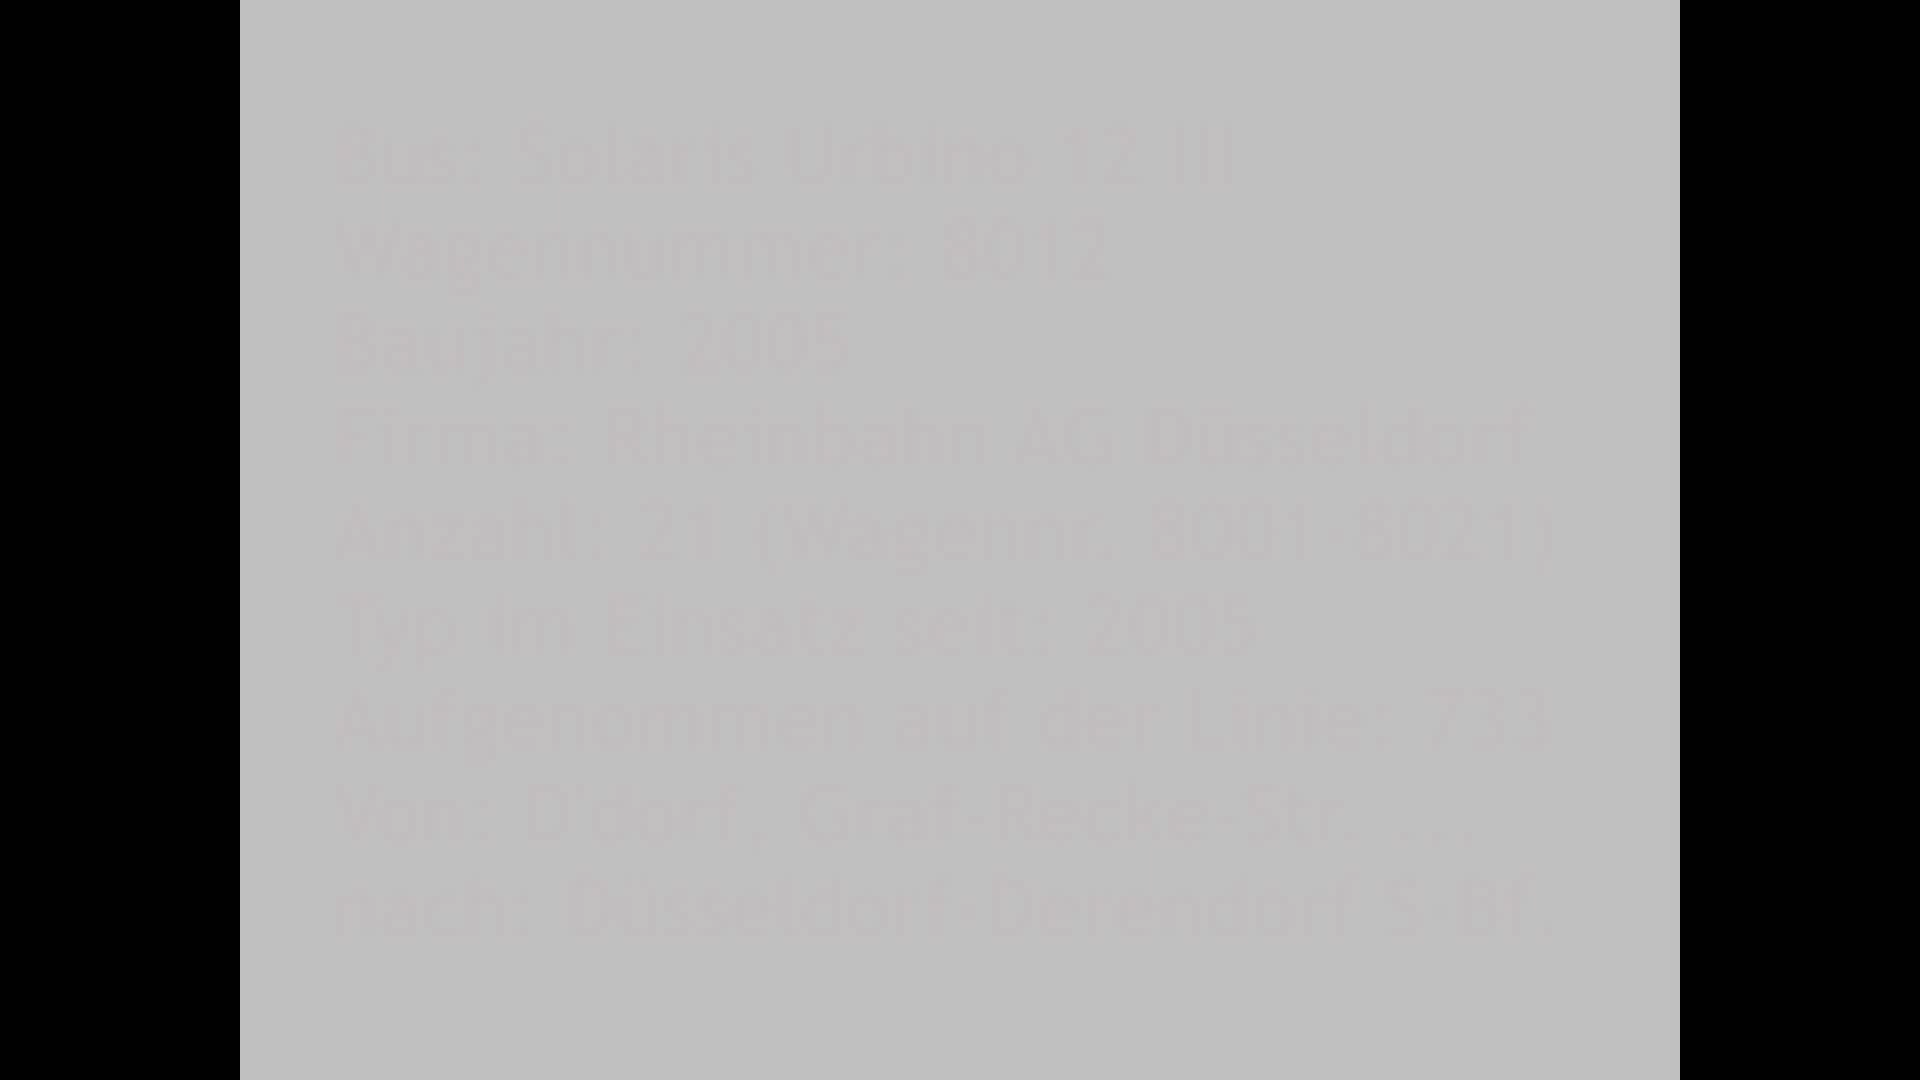 Bus: Solaris Urbino 12 III
Wagennummer: 8012
Baujahr: 2005
Firma: Rheinbahn AG Düsseldorf
Anzahl: 21 (Wagennr. 8001-8021)
Typ im Einsatz seit: 2005
Aufgenommen auf der Linie: 733
Von: D'dorf, Graf-Recke-Str. ...
nach: Düsseldorf-Derendorf S-Bf.